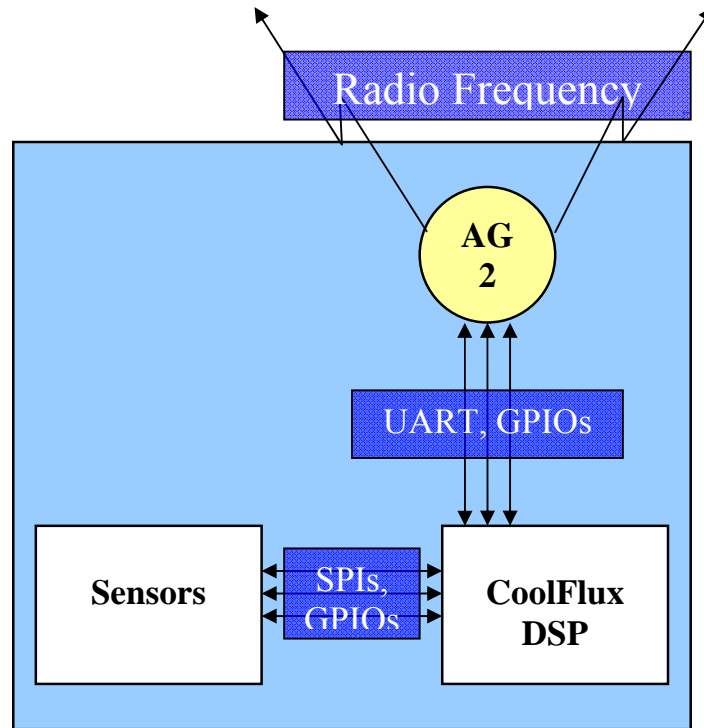 Radio Frequency
AG
2
UART, GPIOs
Sensors
SPIs,
GPIOs
CoolFlux
DSP